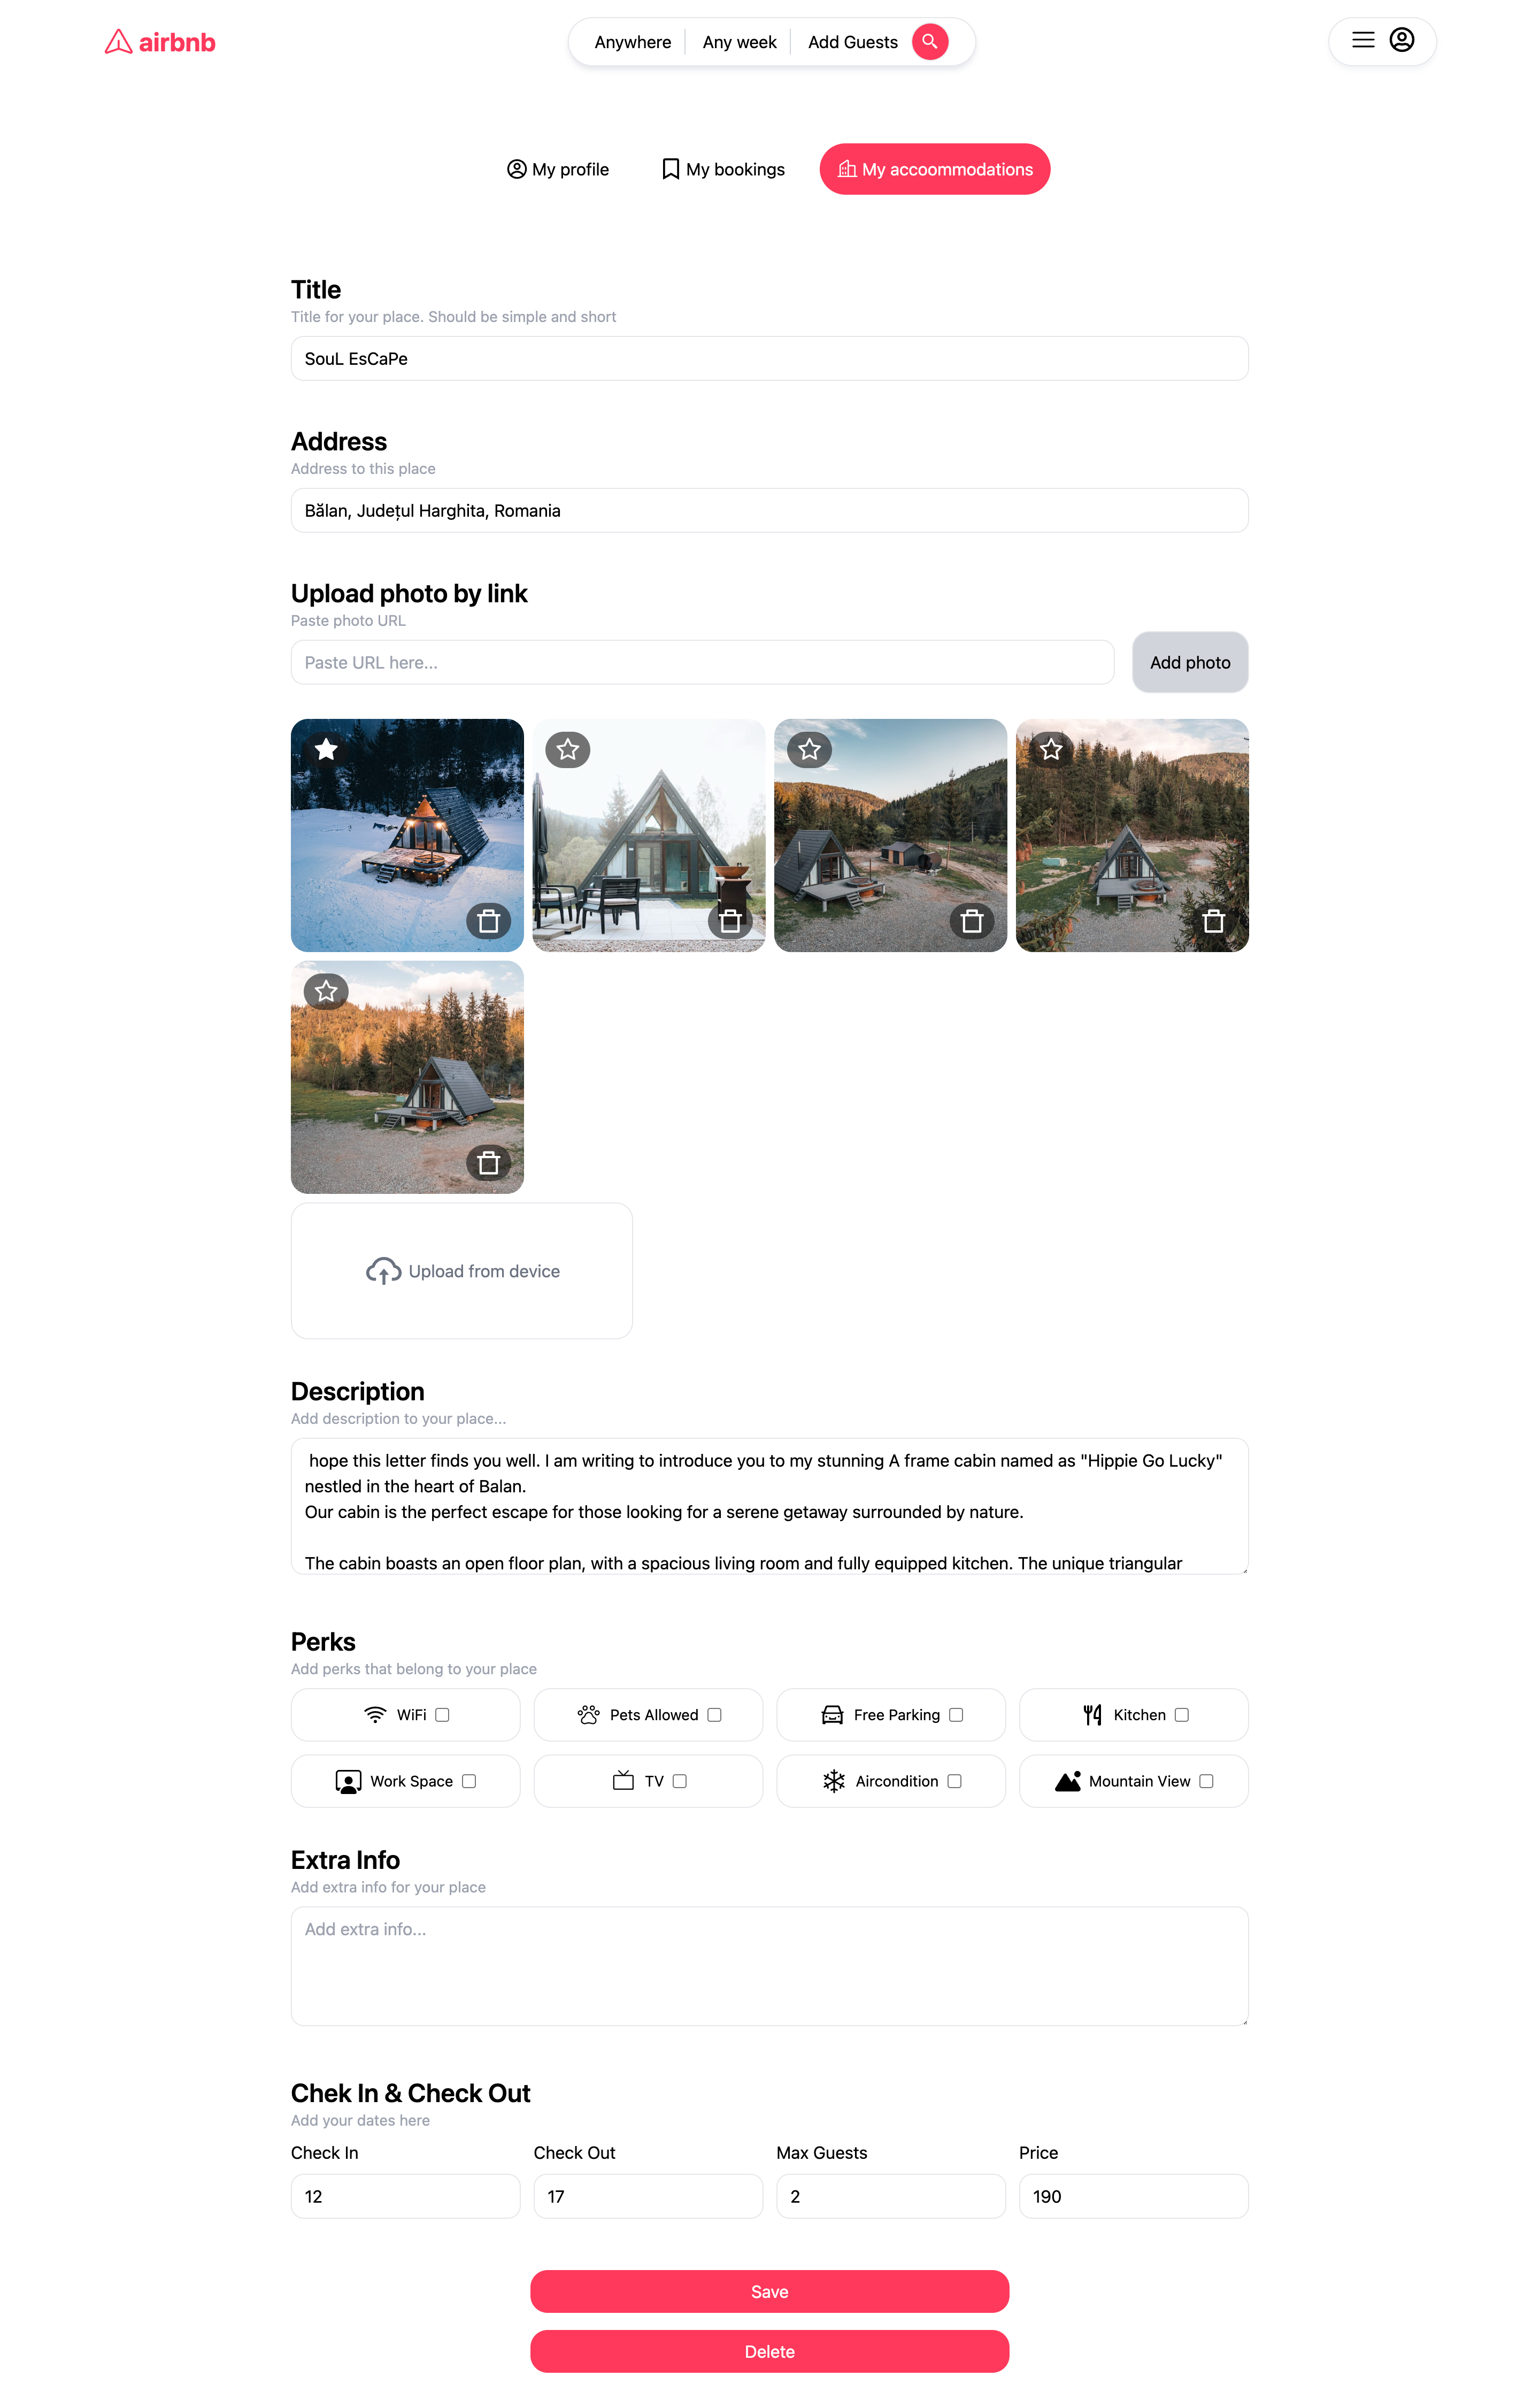 airbnb
Anywhere
Any week
Add Guests
My profile
My bookings
My accoommodations
Title
Title for your place. Should be simple and short
SouL EsCaPe
Address
Address to this place
Bălan, Județul Harghita, Romania
Upload photo by link
Paste photo URL
Paste URL here...
Add photo
Upload from device
Description
Add description to your place...
hope this letter finds you well. I am writing to introduce you to my stunning A frame cabin named as "Hippie Go Lucky"
nestled in the heart of Balan.
Our cabin is the perfect escape for those looking for a serene getaway surrounded by nature.
The cabin boasts an open floor plan, with a spacious living room and fully equipped kitchen. The unique triangular
Perks
Add perks that belong to your place
WiFi
Pets Allowed
Free Parking
Kitchen
Work Space
TV
Aircondition
Mountain View
Extra Info
Add extra info for your place
Add extra info...
Chek In & Check Out
Add your dates here
Check In
Check Out
Max Guests
Price
12
17
2
190
Save
Delete